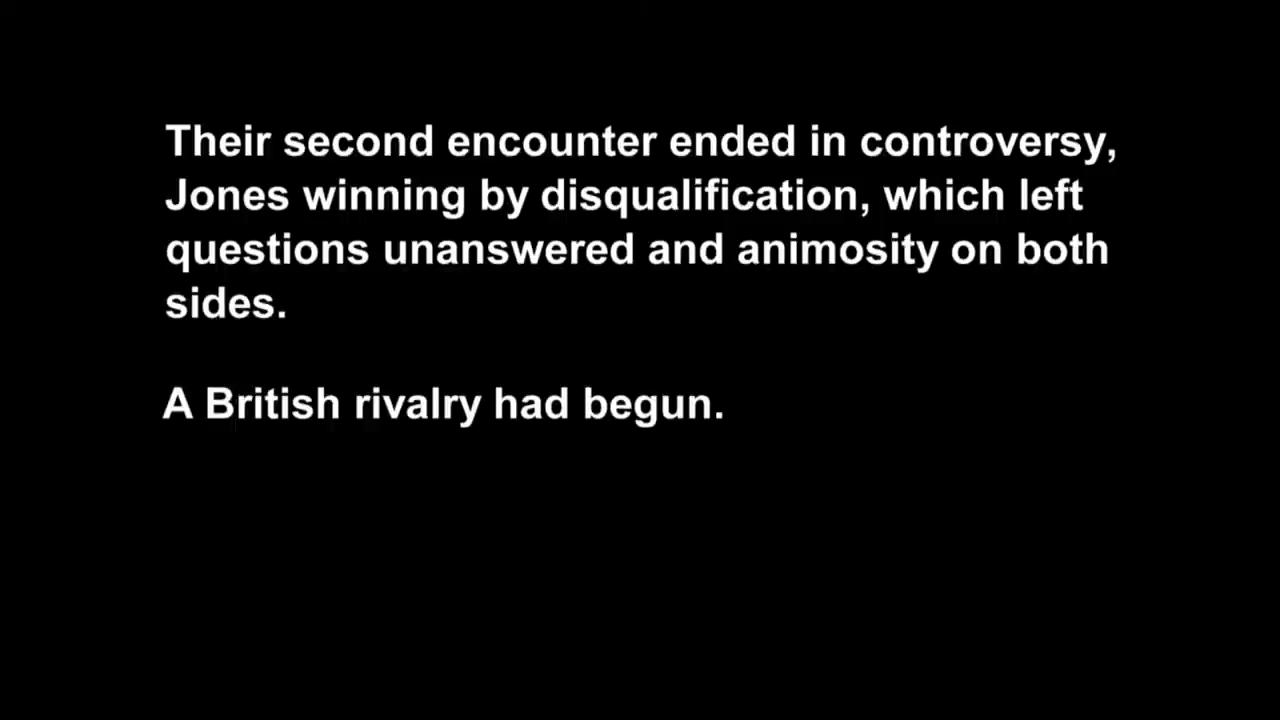 Their second encounter ended in controversy,
Jones winning by disqualification, which left
questions unanswered and animosity on both
sides.
A British rivalry had begun.